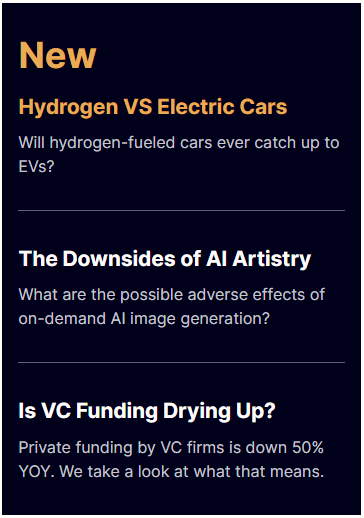 New
Hydrogen VS Electric Cars
Will hydrogen-fueled cars ever catch up to
EVs?
The Downsides of AI Artistry
What are the possible adverse effects of
on-demand AI image generation?
Is VC Funding Drying Up?
Private funding by VC firms is down 50%
YOY. We take a look at what that means.